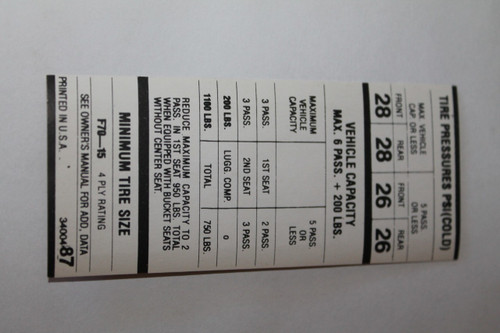 TIRE PRESSURES PSI(COLD)
MAX. VEHICLE CAP OR LESS 5 PASS. OR LESS
FRONT REAR FRONT REAR
28 28 26 26
VEHICLE CAPACITY
MAX. 6 PASS. + 200 LBS.
MAXIMUM VEHICLE CAPACITY 5 PASS. OR LESS
3 PASS. 1ST SEAT 2 PASS.
3 PASS. 2ND SEAT 3 PASS.
200 LBS. LUGG. COMP. 0
1100 LBS. TOTAL 750 LBS.
REDUCE MAXIMUM CAPACITY TO 2
PASS. IN 1ST SEAT 950 LBS. TOTAL
WHEN EQUIPPED WITH BUCKET SEATS
WITHOUT CENTER SEAT.
MINIMUM TIRE SIZE
F70—15 4 PLY RATING
SEE OWNER'S MANUAL FOR ADD. DATA
PRINTED IN U.S.A. 3400487